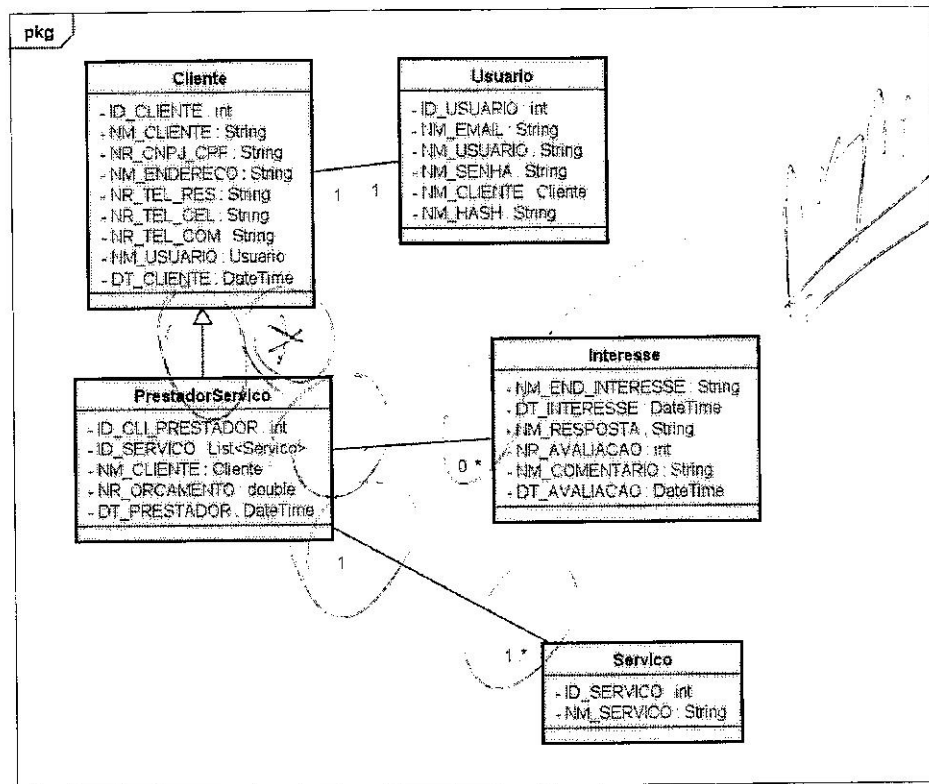 pkg
Cliente
- ID_CLIENTE : int
- NM_CLIENTE : String
- NR_CNPJ_CPF : String
- NM_ENDERECO : String
- NR_TEL_RES : String
- NR_TEL_CEL : String
- NR_TEL_COM : String
- NM_USUARIO : Usuario
- DT_CLIENTE : DateTime
1 1
Usuario
- ID_USUARIO : int
- NM_EMAIL : String
- NM_USUARIO : String
- NM_SENHA : String
- NM_CLIENTE : Cliente
- NM_HASH : String
PrestadorServico
- ID_CLI_PRESTADOR : int
- ID_SERVICO : List<Servico>
- NM_CLIENTE : Cliente
- NR_ORCAMENTO : double
- DT_PRESTADOR : DateTime
0..*
Interesse
- NM_END_INTERESSE : String
- DT_INTERESSE : DateTime
- NM_RESPOSTA : String
- NR_AVALIACAO : int
- NM_COMENTARIO : String
- DT_AVALIACAO : DateTime
1
1..*
Servico
- ID_SERVICO : int
- NM_SERVICO : String